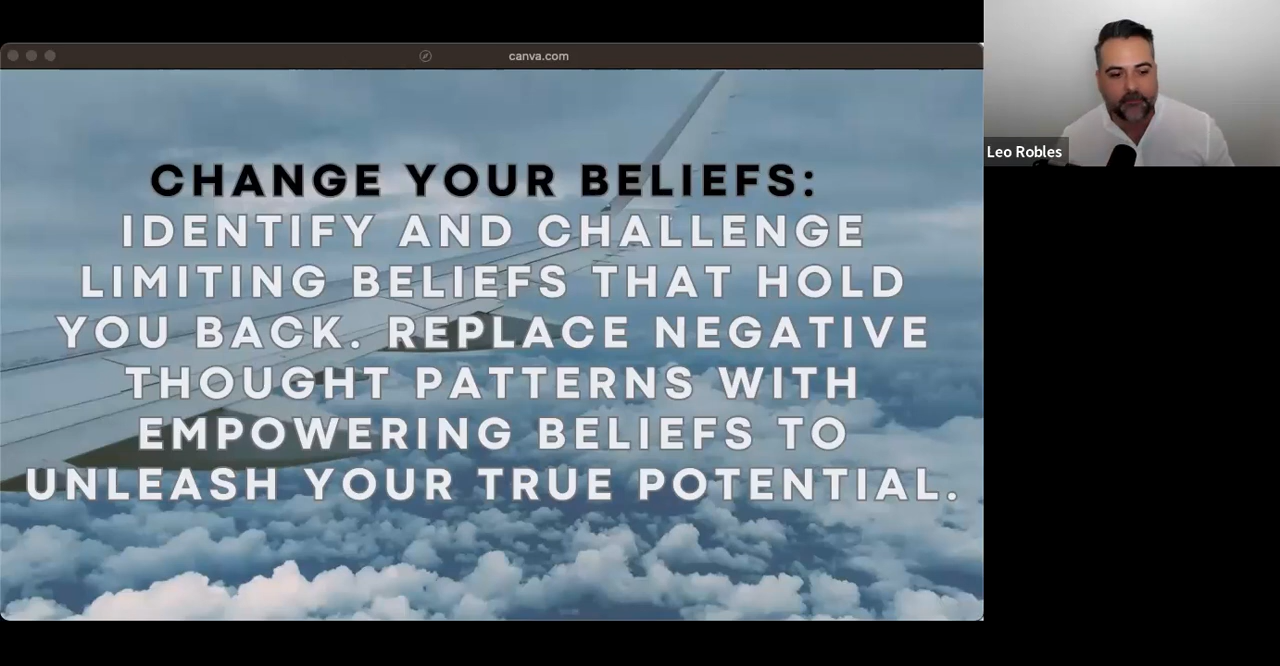 canva.com
CHANGE YOUR BELIEFS:
IDENTIFY AND CHALLENGE
LIMITING BELIEFS THAT HOLD
YOU BACK. REPLACE NEGATIVE
THOUGHT PATTERNS WITH
EMPOWERING BELIEFS TO
UNLEASH YOUR TRUE POTENTIAL.
Leo Robles